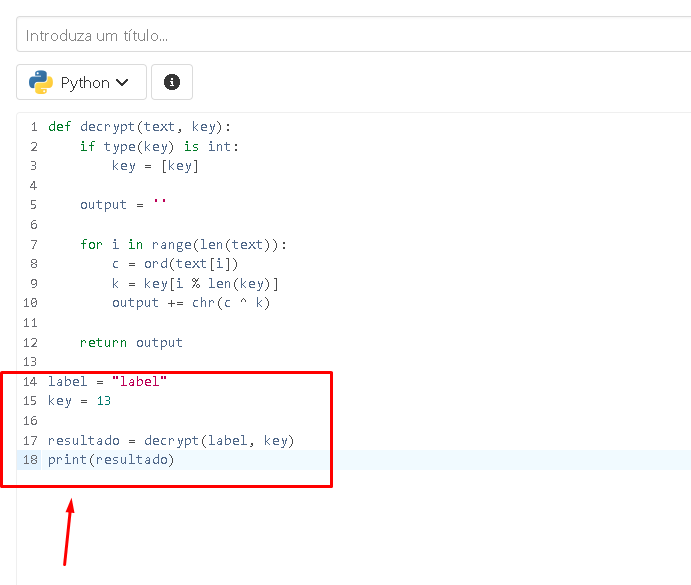 Introduza um título...
Python
1 def decrypt(text, key):
2     if type(key) is int:
3         key = [key]
4
5     output = ''
6
7     for i in range(len(text)):
8         c = ord(text[i])
9         k = key[i % len(key)]
10         output += chr(c ^ k)
11
12     return output
13
14 label = "label"
15 key = 13
16
17 resultado = decrypt(label, key)
18 print(resultado)